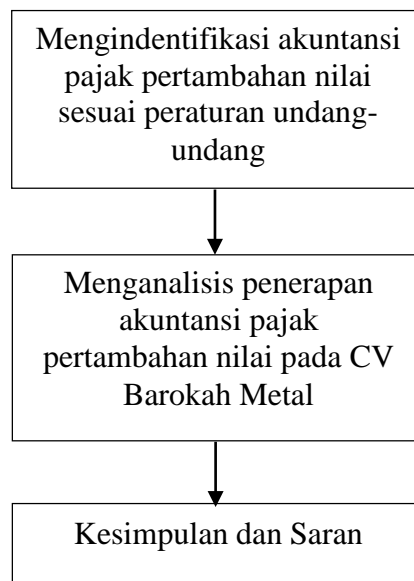 Mengindentifikasi akuntansi
pajak pertambahan nilai
sesuai peraturan undang-
undang
Menganalisis penerapan
akuntansi pajak
pertambahan nilai pada CV
Barokah Metal
Kesimpulan dan Saran